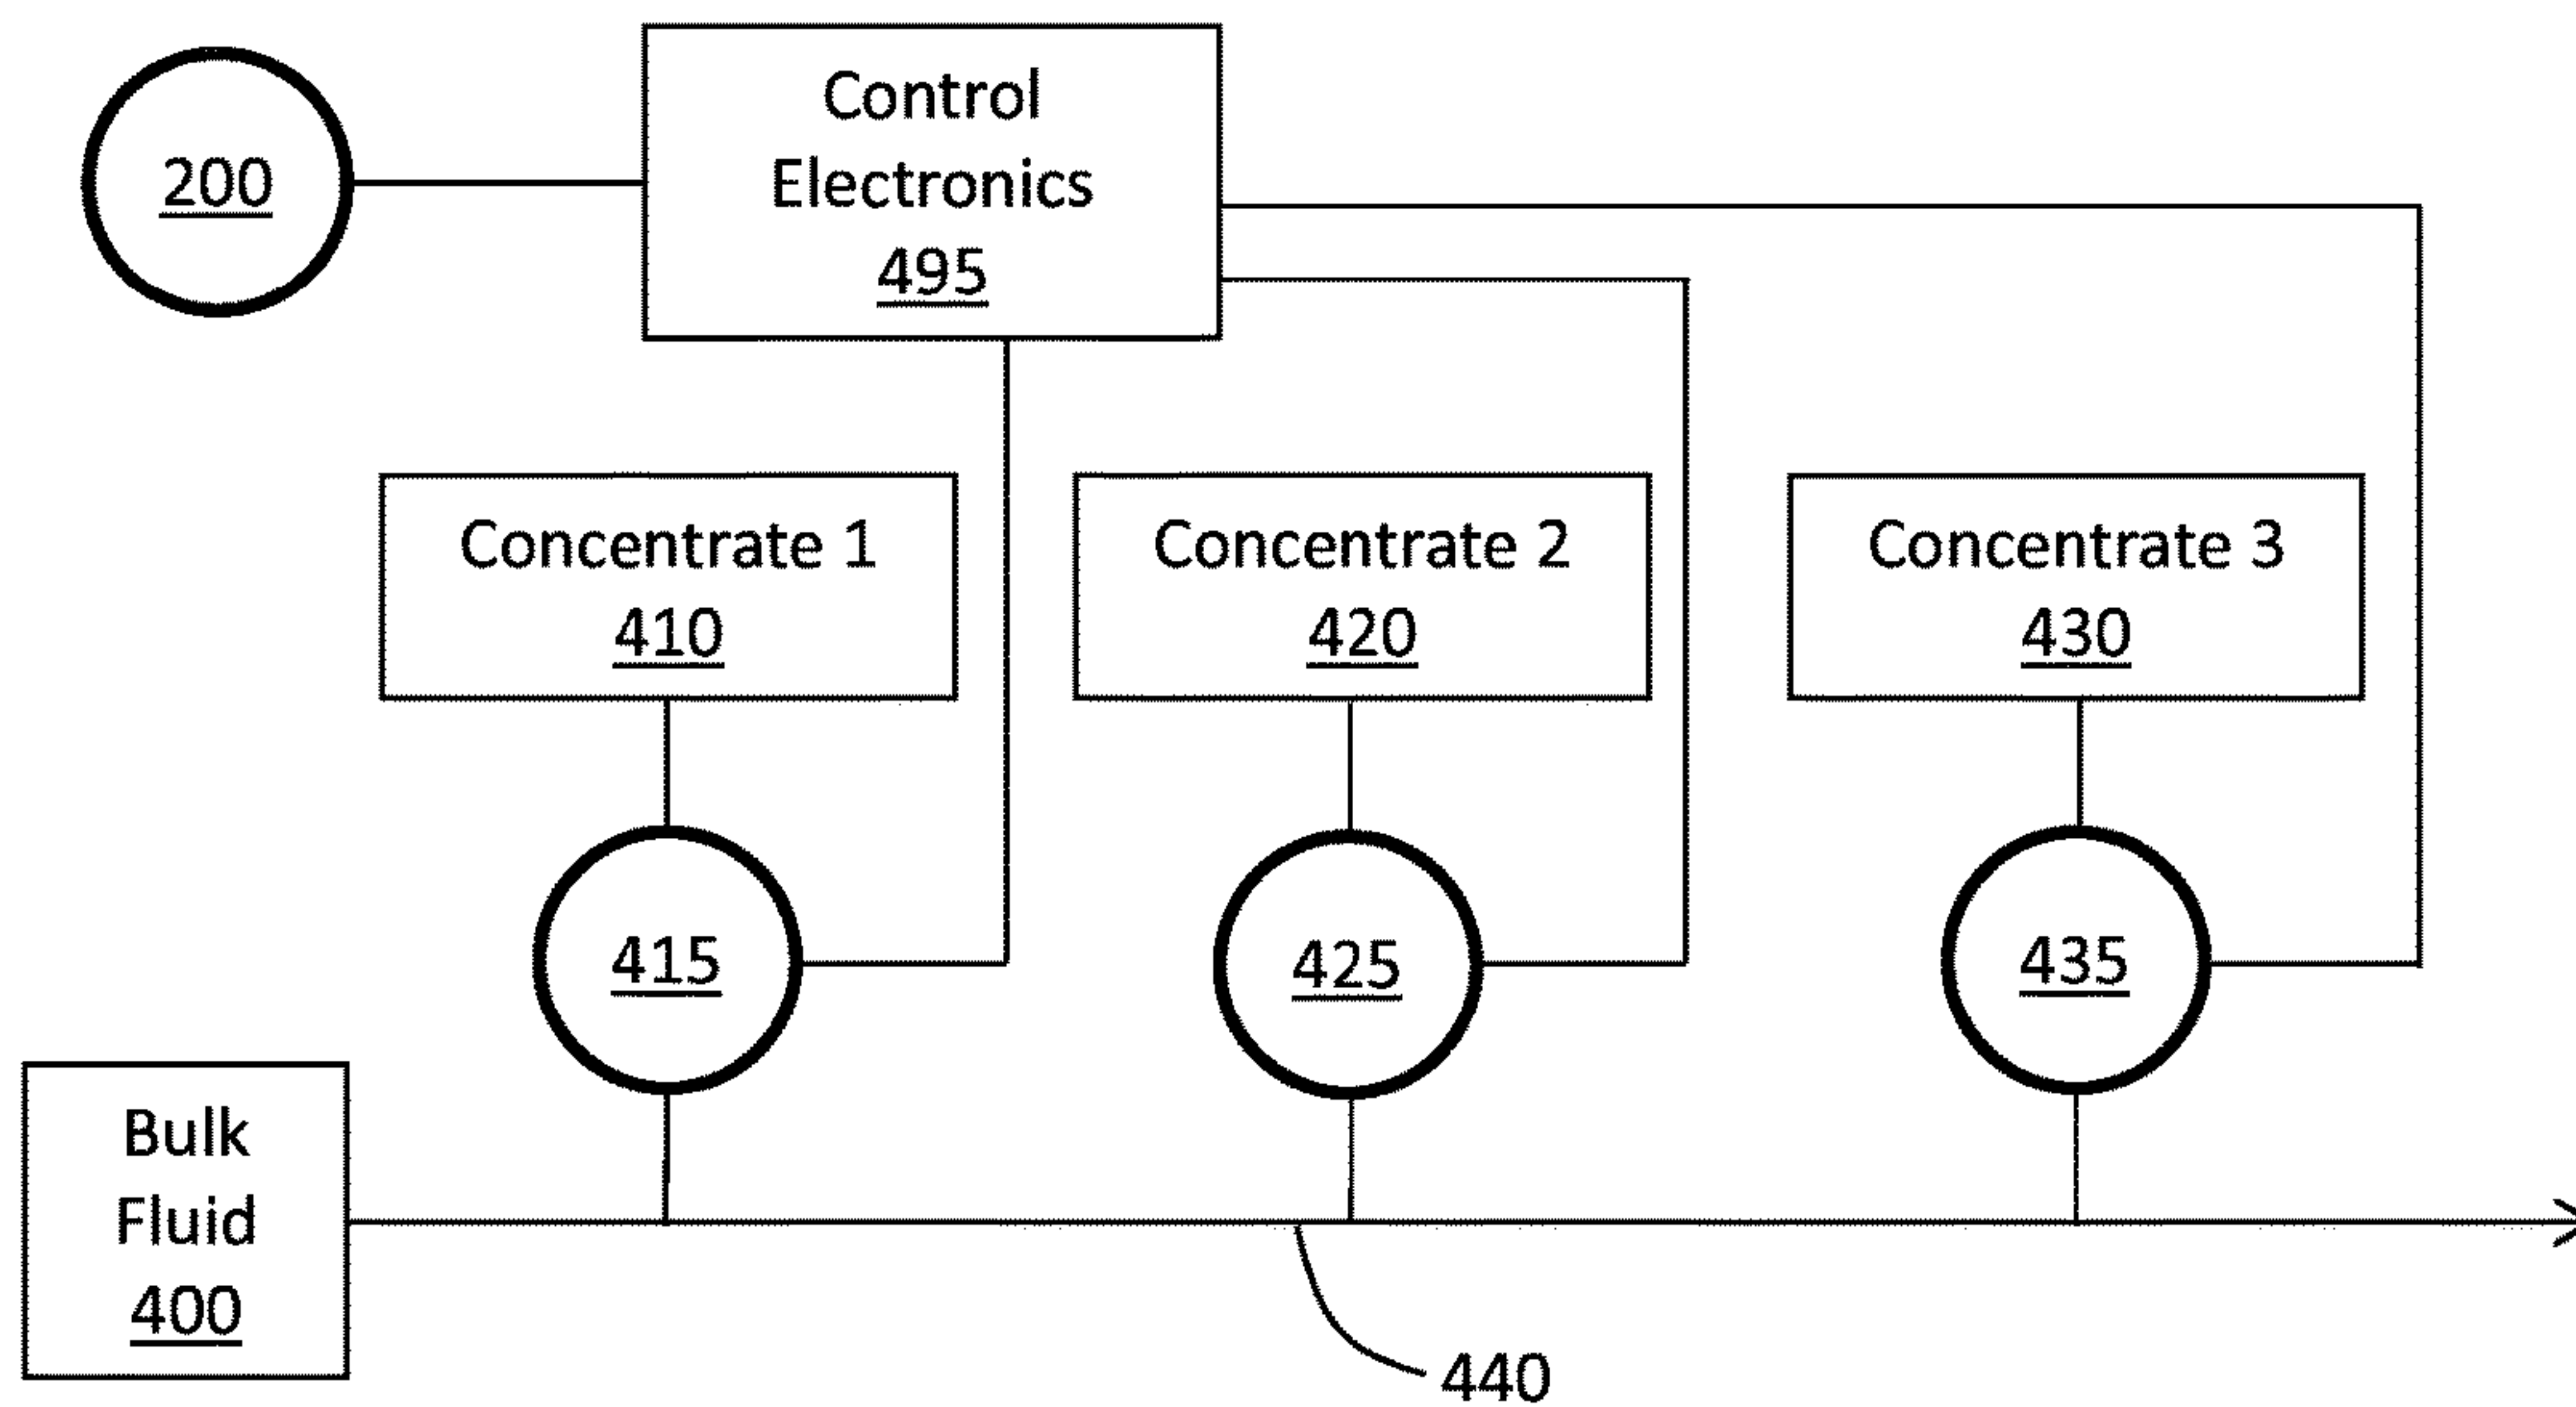 200
Control
Electronics
495
Concentrate 1
410
Concentrate 2
420
Concentrate 3
430
415
425
435
Bulk
Fluid
400
440